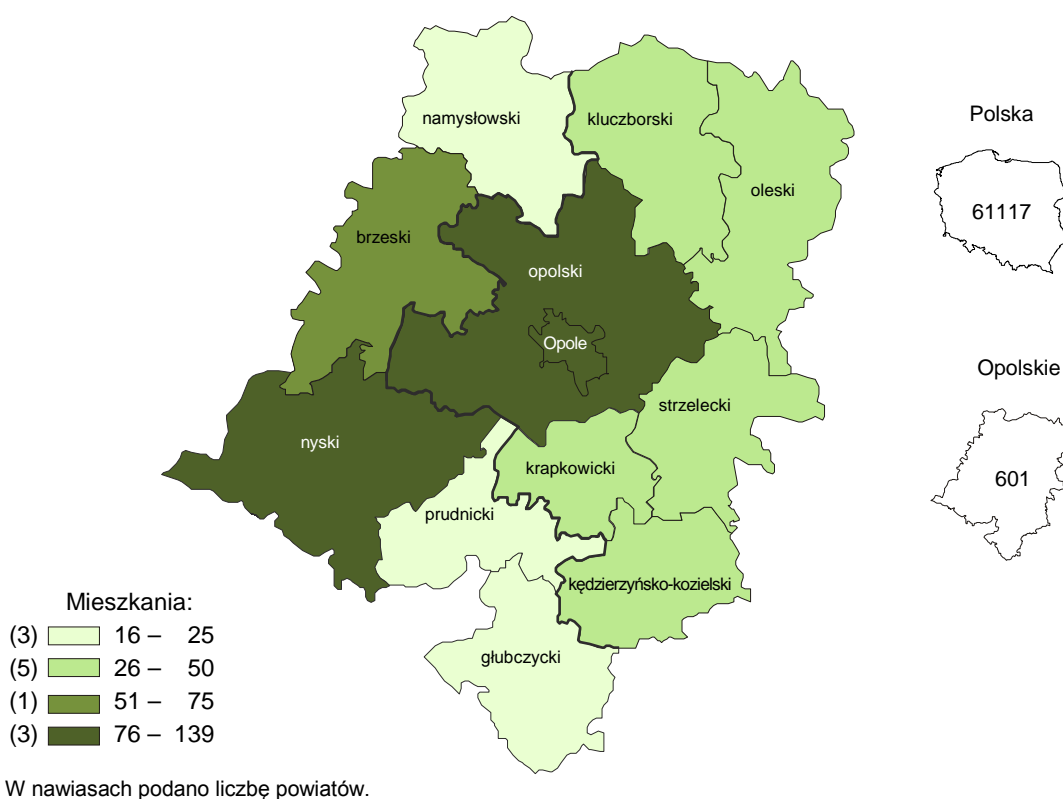 namysłowski
kluczborski
oleski
brzeski
opolski
Opole
strzelecki
nyski
krapkowicki
prudnicki
kędzierzyńsko-kozielski
głubczycki
Polska
61117
Opolskie
601
Mieszkania:
(3) 16 – 25
(5) 26 – 50
(1) 51 – 75
(3) 76 – 139
W nawiasach podano liczbę powiatów.